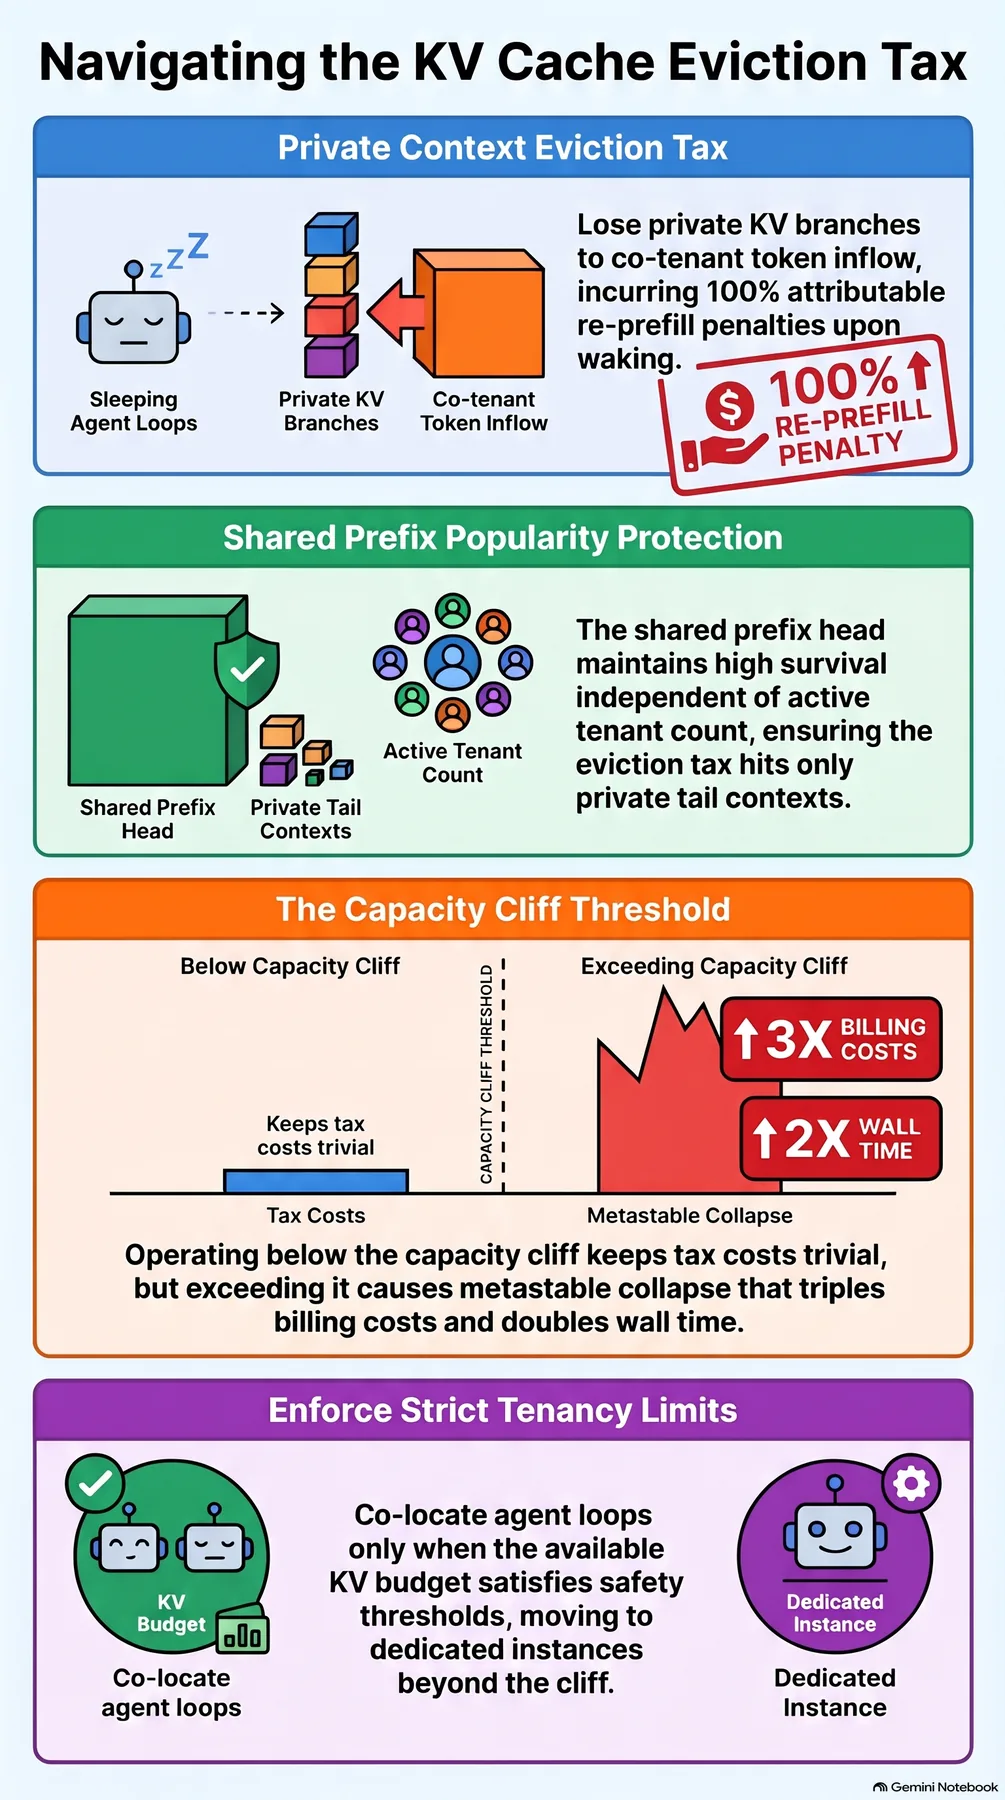 Navigating the KV Cache Eviction Tax
Private Context Eviction Tax
z z Z
Sleeping
Agent Loops
Private KV
Branches
Co-tenant
Token Inflow
Lose private KV branches
to co-tenant token inflow,
incurring 100% attributable
re-prefill penalties upon
waking.
$
100%
RE-PREFILL
PENALTY
Shared Prefix Popularity Protection
Shared Prefix
Head
Private Tail
Contexts
Active Tenant
Count
The shared prefix head
maintains high survival
independent of active
tenant count, ensuring the
eviction tax hits only
private tail contexts.
The Capacity Cliff Threshold
Below Capacity Cliff
CAPACITY CLIFF THRESHOLD
Exceeding Capacity Cliff
3X BILLING
COSTS
2X WALL
TIME
Keeps tax
costs trivial
Tax Costs
Metastable Collapse
Operating below the capacity cliff keeps tax costs trivial,
but exceeding it causes metastable collapse that triples
billing costs and doubles wall time.
Enforce Strict Tenancy Limits
KV
Budget
Co-locate
agent loops
Co-locate agent loops
only when the available
KV budget satisfies safety
thresholds, moving to
dedicated instances
beyond the cliff.
Dedicated
Instance
Dedicated
Instance
Gemini Notebook